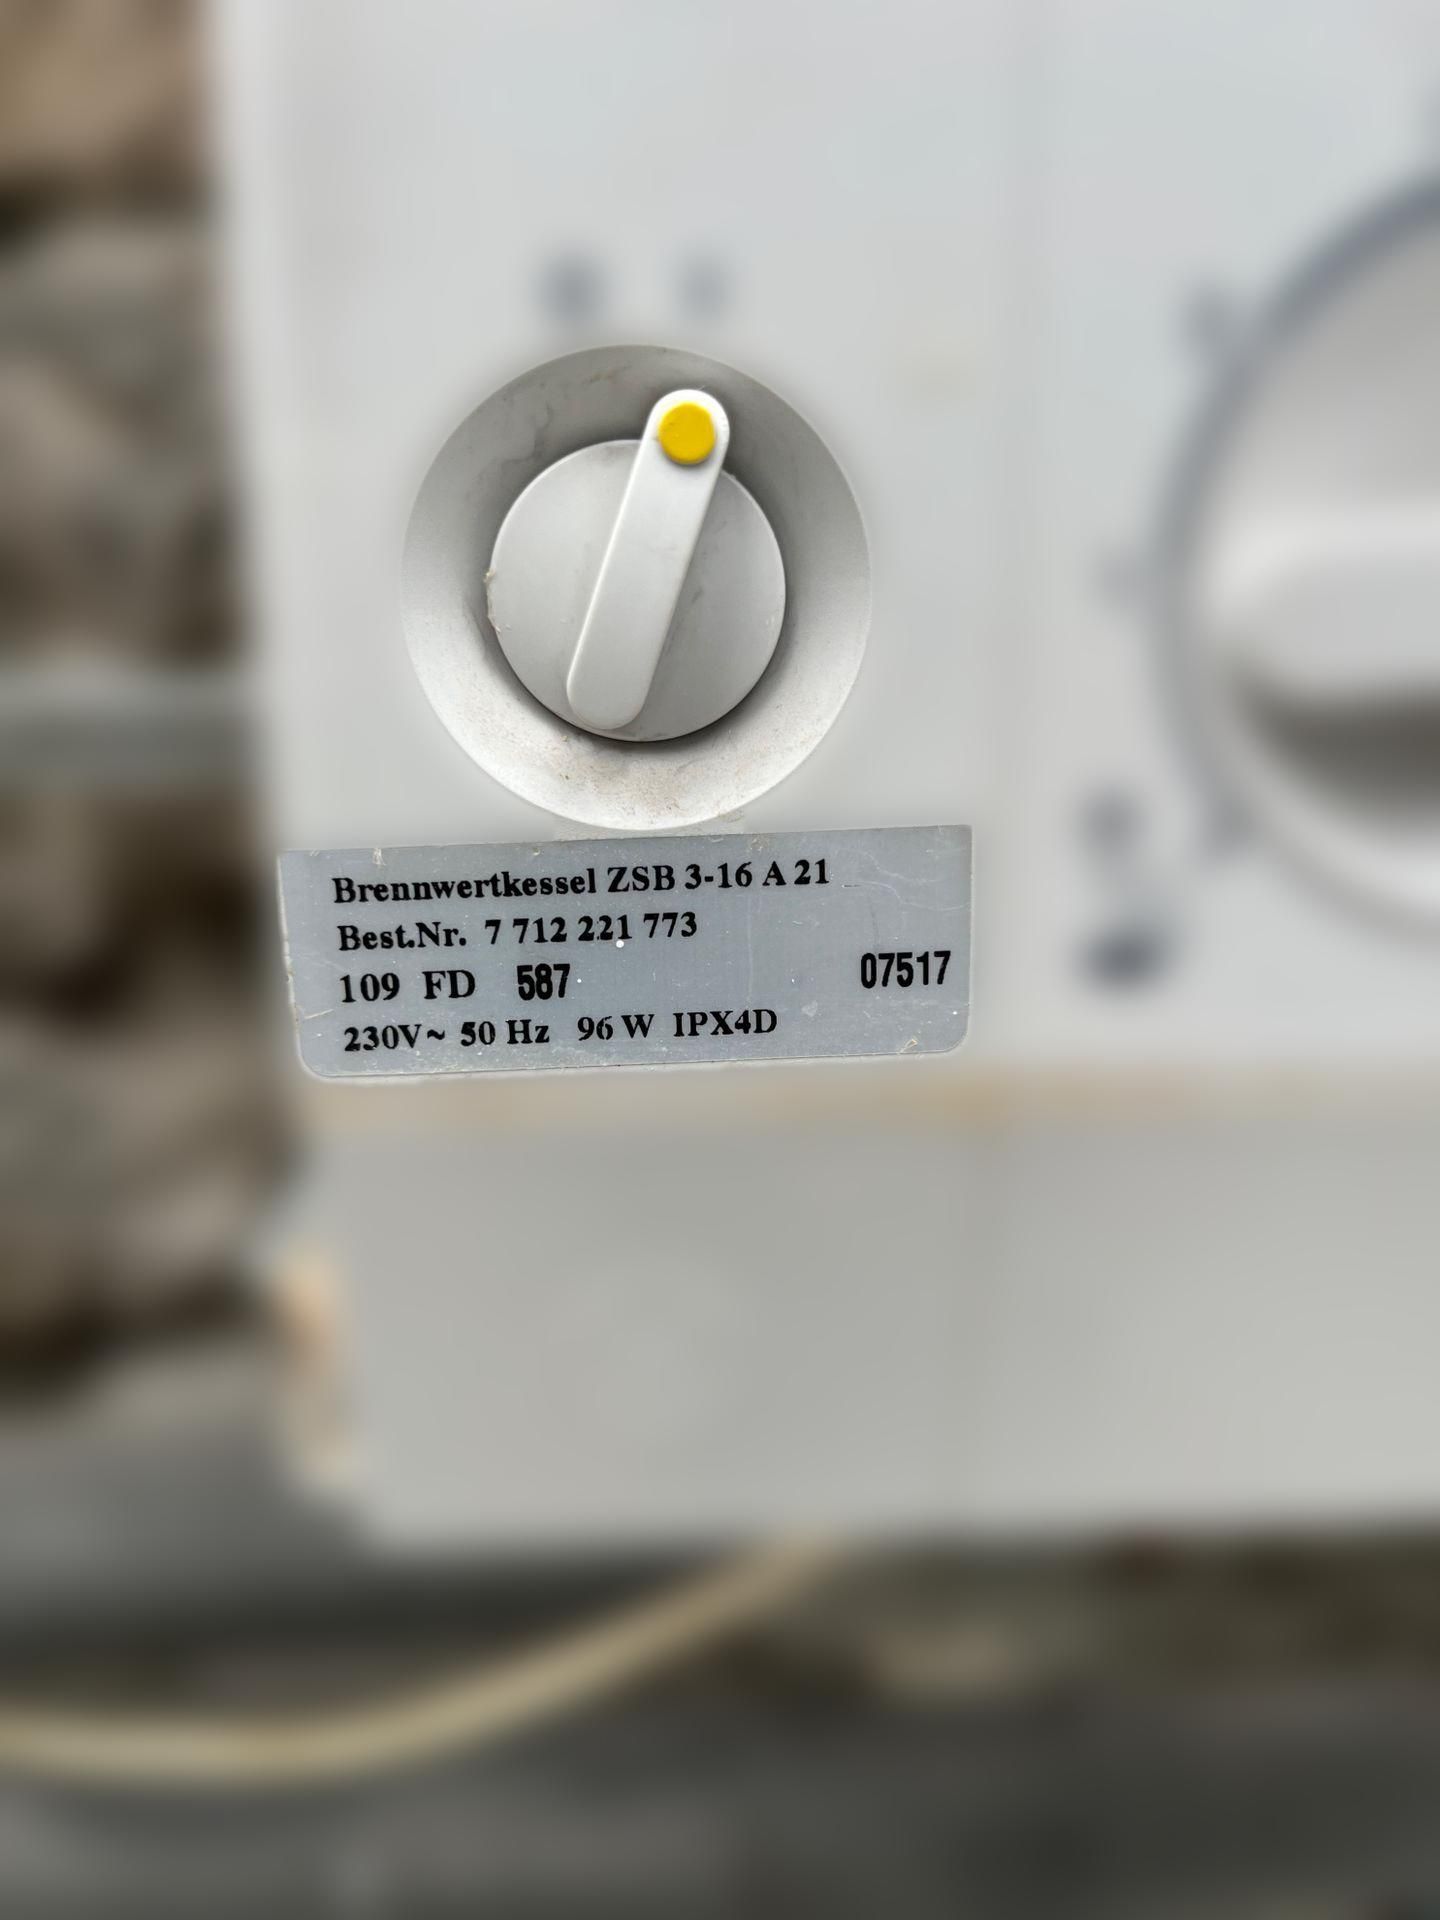 Brennwertkessel ZSB 3-16 A 21
Best.Nr. 7 712 221 773
109 FD 587 07517
230V~ 50 Hz 96 W IPX4D